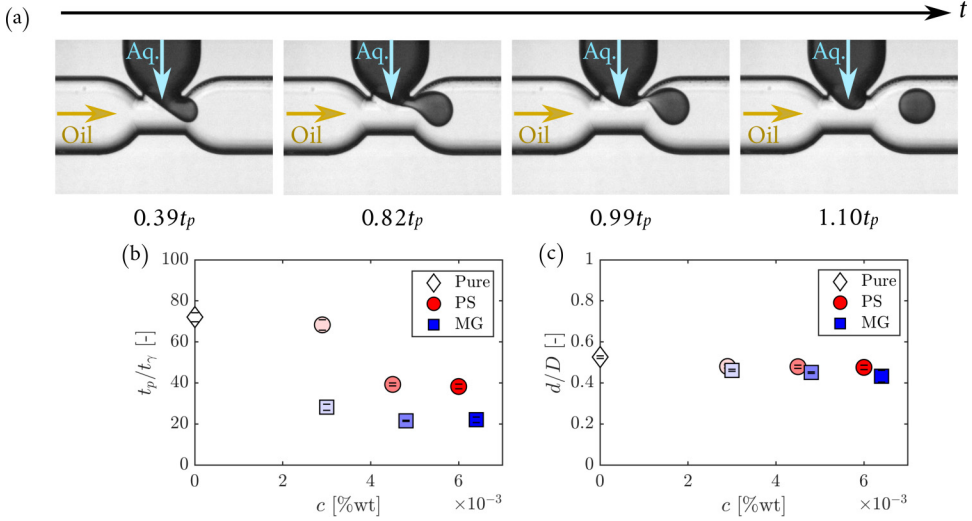 (a)
t
Aq. Aq. Aq. Aq.
Oil Oil Oil Oil
0.39tₚ 0.82tₚ 0.99tₚ 1.10tₚ
(b)
100
80
60
40
20
0
tₚ/tᵧ [-]
Pure
PS
MG
0 2 4 6
c [%wt] ×10⁻³
(c)
1
0.8
0.6
0.4
0.2
0
d/D [-]
Pure
PS
MG
0 2 4 6
c [%wt] ×10⁻³